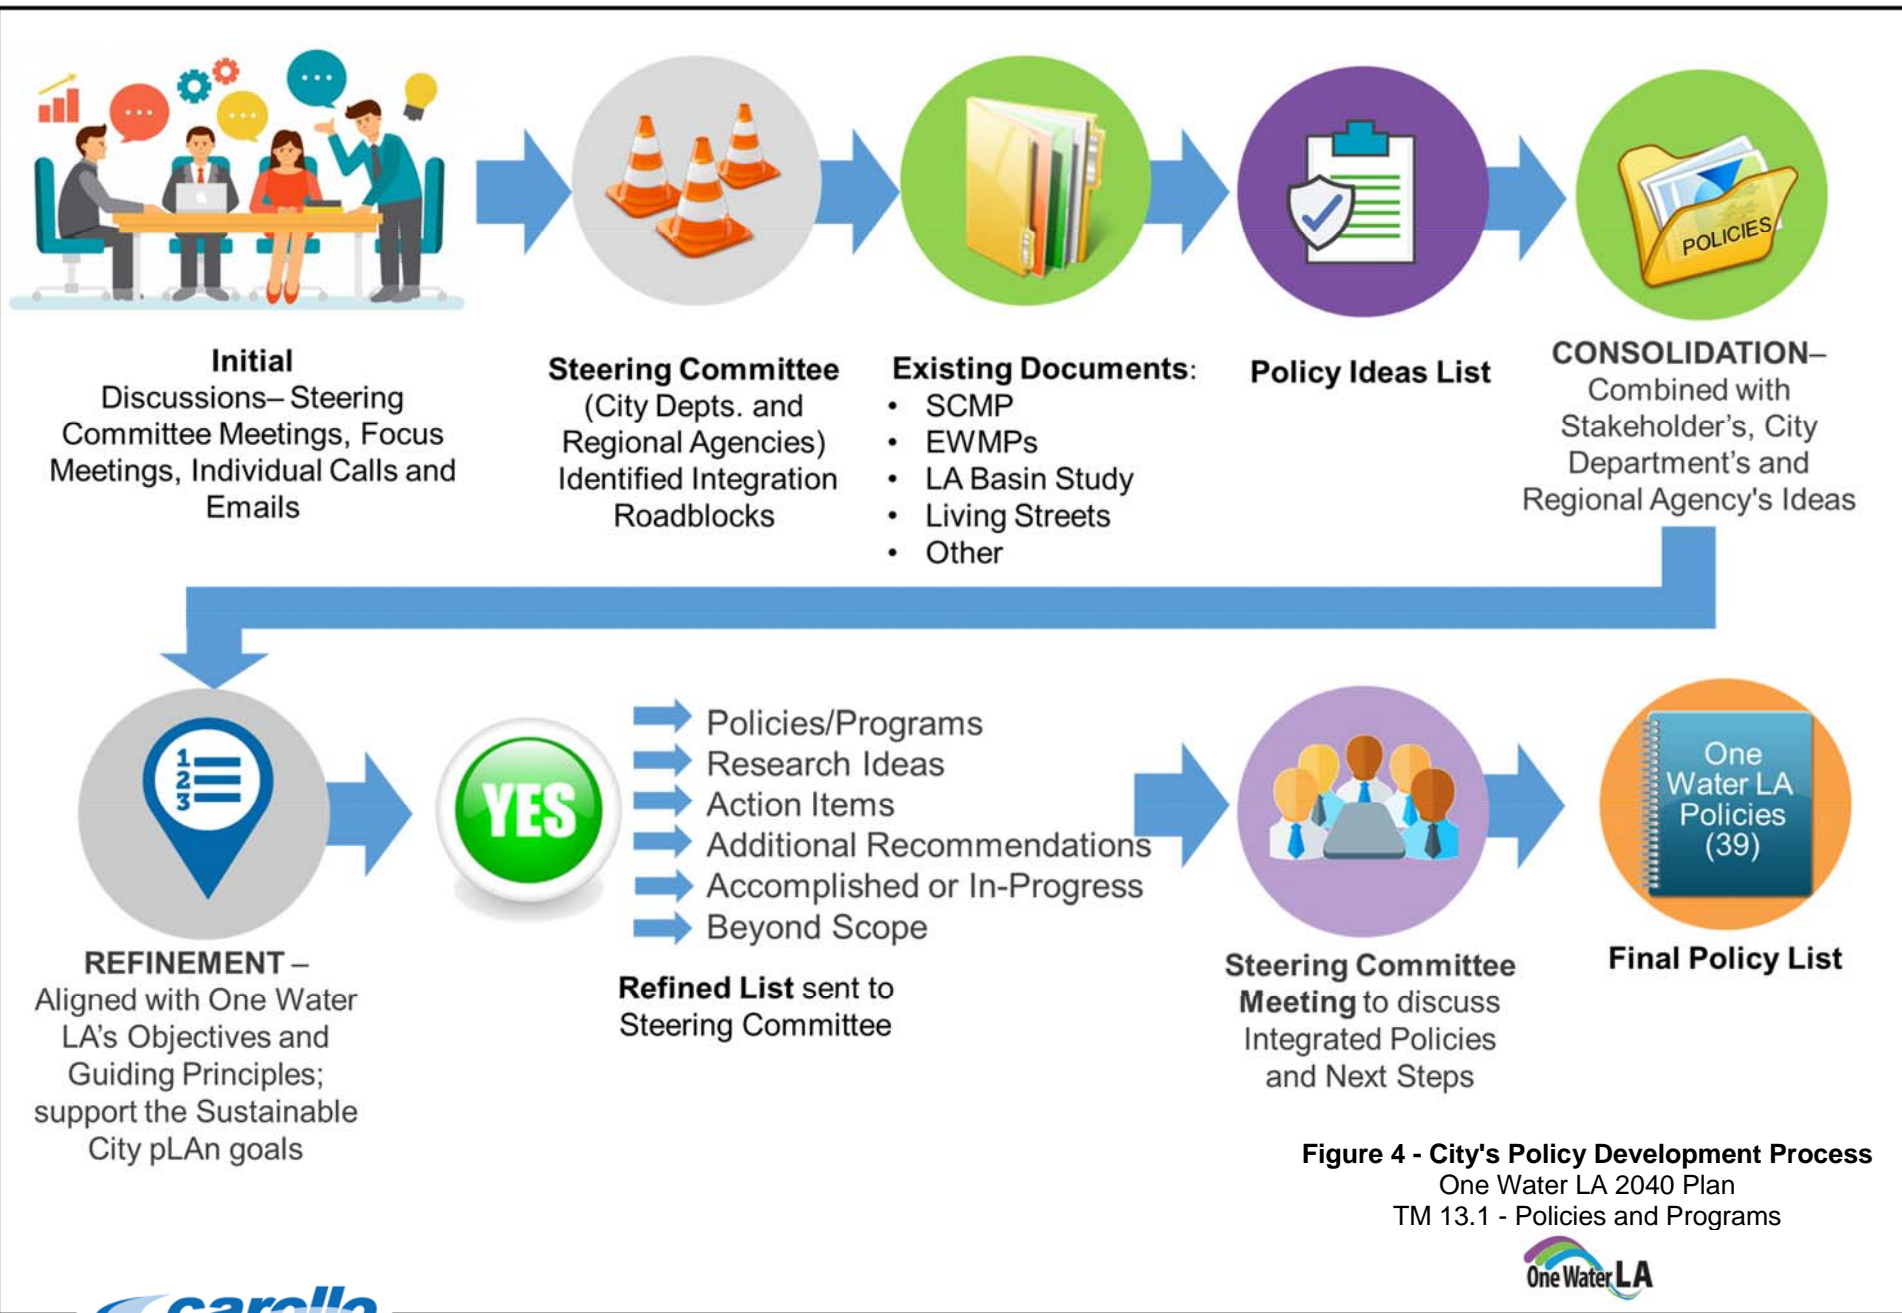 Initial
Discussions– Steering
Committee Meetings, Focus
Meetings, Individual Calls and
Emails
Steering Committee
(City Depts. and
Regional Agencies)
Identified Integration
Roadblocks
Existing Documents:
• SCMP
• EWMPs
• LA Basin Study
• Living Streets
• Other
Policy Ideas List
POLICIES
CONSOLIDATION–
Combined with
Stakeholder's, City
Department's and
Regional Agency's Ideas
1
2
3
REFINEMENT –
Aligned with One Water
LA's Objectives and
Guiding Principles;
support the Sustainable
City pLAn goals
YES
Policies/Programs
Research Ideas
Action Items
Additional Recommendations
Accomplished or In-Progress
Beyond Scope
Refined List sent to
Steering Committee
Steering Committee
Meeting to discuss
Integrated Policies
and Next Steps
One
Water LA
Policies
(39)
Final Policy List
Figure 4 - City's Policy Development Process
One Water LA 2040 Plan
TM 13.1 - Policies and Programs
One Water LA
carollo